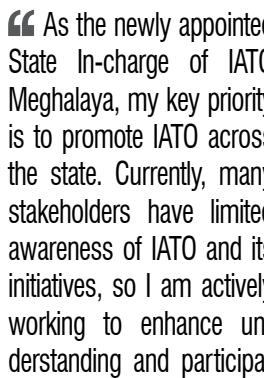 “ As the newly appointed
State In-charge of IATO
Meghalaya, my key priority
is to promote IATO across
the state. Currently, many
stakeholders have limited
awareness of IATO and its
initiatives, so I am actively
working to enhance un-
derstanding and participa-